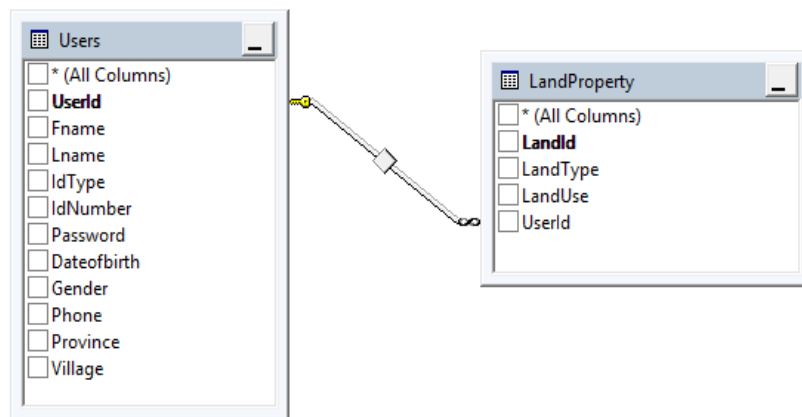 Users
* (All Columns)
UserId
Fname
Lname
IdType
IdNumber
Password
Dateofbirth
Gender
Phone
Province
Village
LandProperty
* (All Columns)
LandId
LandType
LandUse
UserId